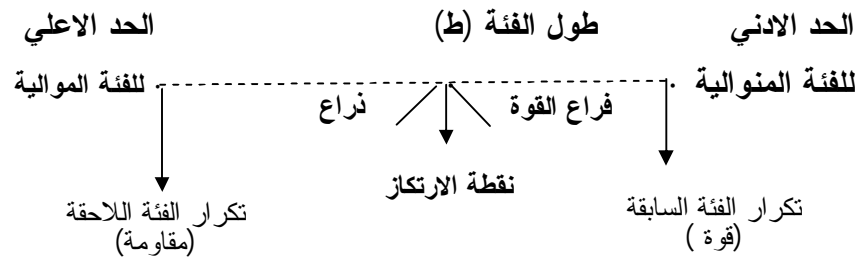 الحد الادني طول الفئة (ط) الحد الاعلي
للفئة المنوالية للفئة الموالية
فراع القوة ذراع
نقطة الارتكاز
تكرار الفئة السابقة تكرار الفئة اللاحقة
(قوة ) (مقاومة)